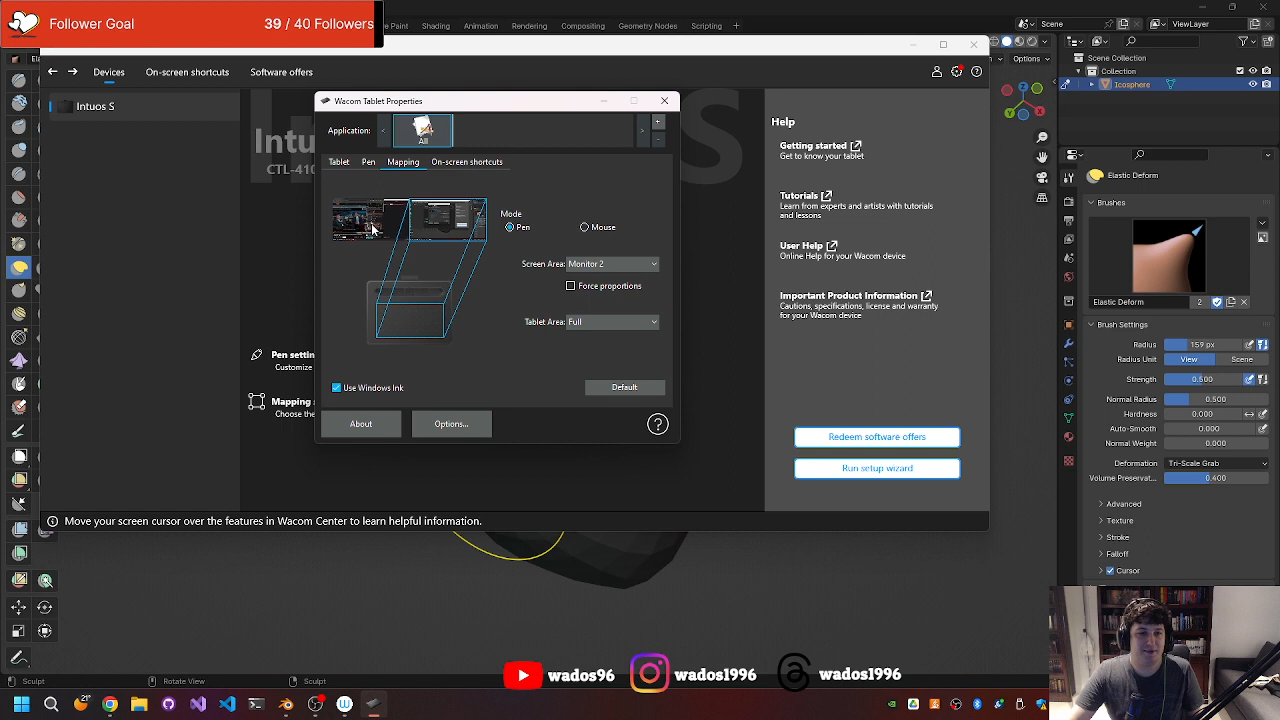 Follower Goal 39 / 40 Followers
Shading Animation Rendering Compositing Geometry Nodes Scripting +
Scene
ViewLayer
Options
Devices On-screen shortcuts Software offers
Scene Collection
Collection
Icosphere
Intuos S
CTL-410
Wacom Tablet Properties
Application:
All
Tablet Pen Mapping On-screen shortcuts
Mode
Pen Mouse
Screen Area: Monitor 2
Force proportions
Tablet Area: Full
Use Windows Ink
Default
About Options...
Help
Getting started
Get to know your tablet
Tutorials
Learn from experts and artists with tutorials
and lessons
User Help
Online Help for your Wacom device
Important Product Information
Cautions, specifications, license and warranty
for your Wacom device
Redeem software offers
Run setup wizard
Pen settin
Customize
Mapping s
Choose the
Move your screen cursor over the features in Wacom Center to learn helpful information.
Elastic Deform
Brushes
Elastic Deform 2
Brush Settings
Radius 159 px
Radius Unit View Scene
Strength 0.500
Normal Radius 0.500
Hardness 0.000
Auto-Smooth 0.000
Normal Weight 0.000
Deformation Tri-Scale Grab
Volume Preservat... 0.400
Advanced
Texture
Stroke
Falloff
Cursor
wados96 wados1996 wados1996
Sculpt Rotate View Sculpt